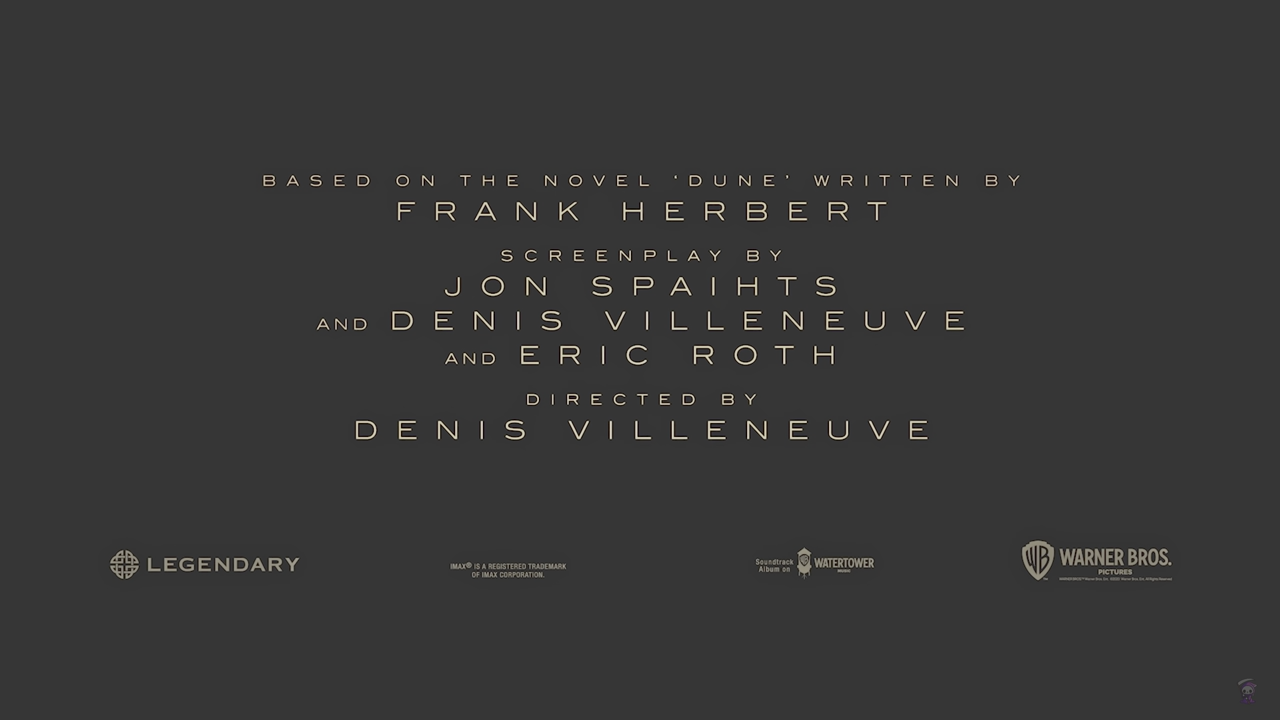 BASED ON THE NOVEL 'DUNE' WRITTEN BY
FRANK HERBERT
SCREENPLAY BY
JON SPAIHTS
AND DENIS VILLENEUVE
AND ERIC ROTH
DIRECTED BY
DENIS VILLENEUVE
LEGENDARY
IMAX® IS A REGISTERED TRADEMARK
OF IMAX CORPORATION.
Soundtrack
Album on
WATERTOWER
WB WARNER BROS.
PICTURES